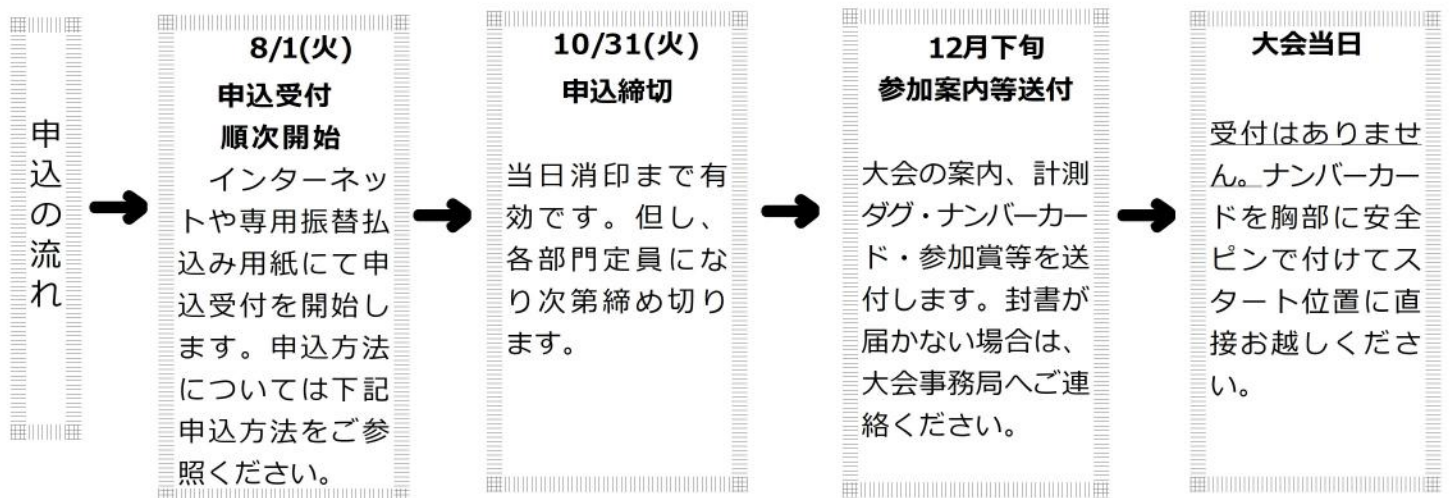 申込の流れ
8/1(火)
申込受付
順次開始
インターネッ
トや専用振替払
込み用紙にて申
込受付を開始し
ます。申込方法
については下記
申込方法をご参
照ください。
10/31(火)
申込締切
当日消印まで有
効です。但し、
各部門定員にな
り次第締め切り
ます。
12月下旬
参加案内等送付
大会の案内、計測
ダグ・ナンバーカー
ド・参加賞等を送
付します。封書が
届かない場合は、
大会事務局へご連
絡ください。
大会当日
受付はありませ
ん。ナンバーカー
ドを胸部に安全
ピンで付けてス
タート位置に直
接お越しくださ
い。